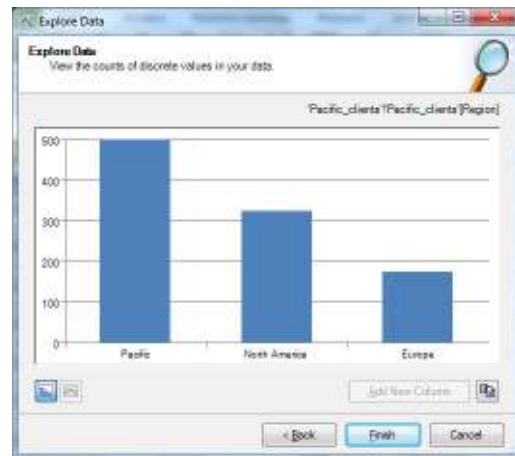 Explore Data
Explore Data
View the counts of discrete values in your data.
'Pacific_clients'!'Pacific_clients'[Region]
500
400
300
200
100
0
Pacific
North America
Europe
Add New Column
< Back
Finish
Cancel